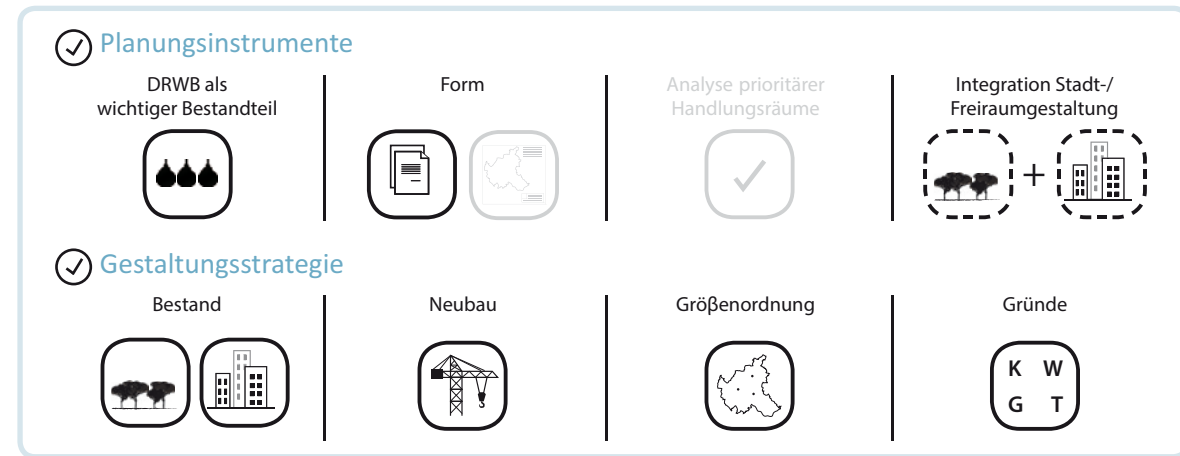 Planungsinstrumente
DRWB als
wichtiger Bestandteil
Form
Analyse prioritärer
Handlungsräume
Integration Stadt-/
Freiraumgestaltung
+
Gestaltungsstrategie
Bestand
Neubau
Größenordnung
Gründe
K W
G T